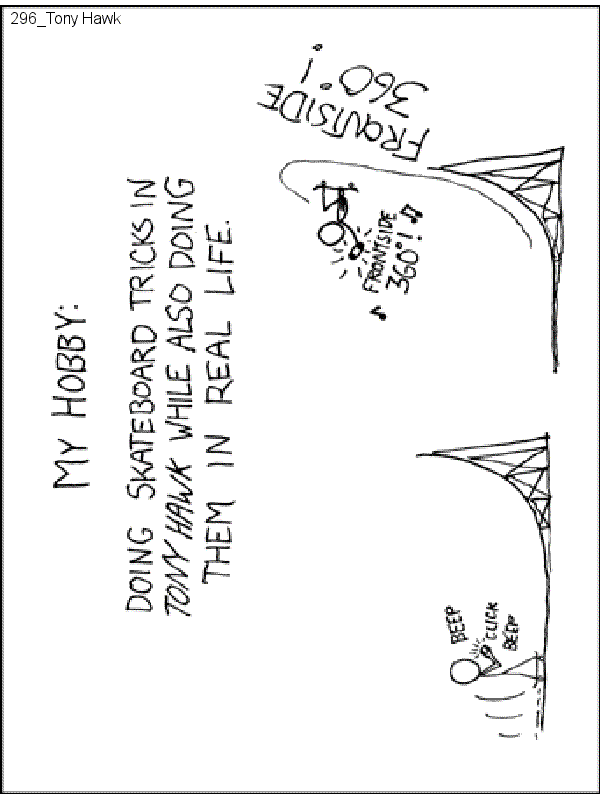 296_Tony Hawk
MY HOBBY:
DOING SKATEBOARD TRICKS IN
TONY HAWK WHILE ALSO DOING
THEM IN REAL LIFE.
BEEP
CLICK
BEEP
FRONTSIDE
360°!
FRONTSIDE
360°!